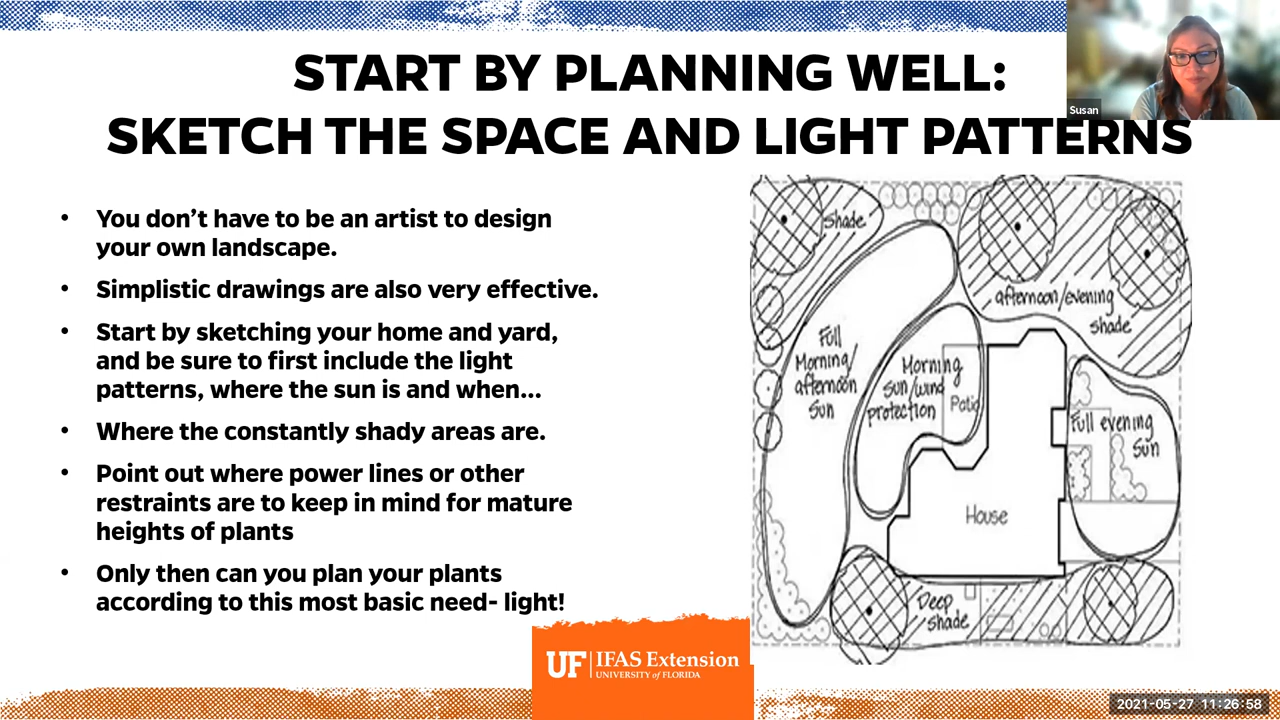 START BY PLANNING WELL:
SKETCH THE SPACE AND LIGHT PATTERNS
Susan
• You don't have to be an artist to design
your own landscape.
• Simplistic drawings are also very effective.
• Start by sketching your home and yard,
and be sure to first include the light
patterns, where the sun is and when...
• Where the constantly shady areas are.
• Point out where power lines or other
restraints are to keep in mind for mature
heights of plants
• Only then can you plan your plants
according to this most basic need- light!
Shade
afternoon/evening
shade
Full
Morning/
afternoon
Sun
Morning
Sun/wind
protection
Patio
Full evening
Sun
House
Deep
shade
UF IFAS Extension
UNIVERSITY of FLORIDA
2021-05-27 11:26:58